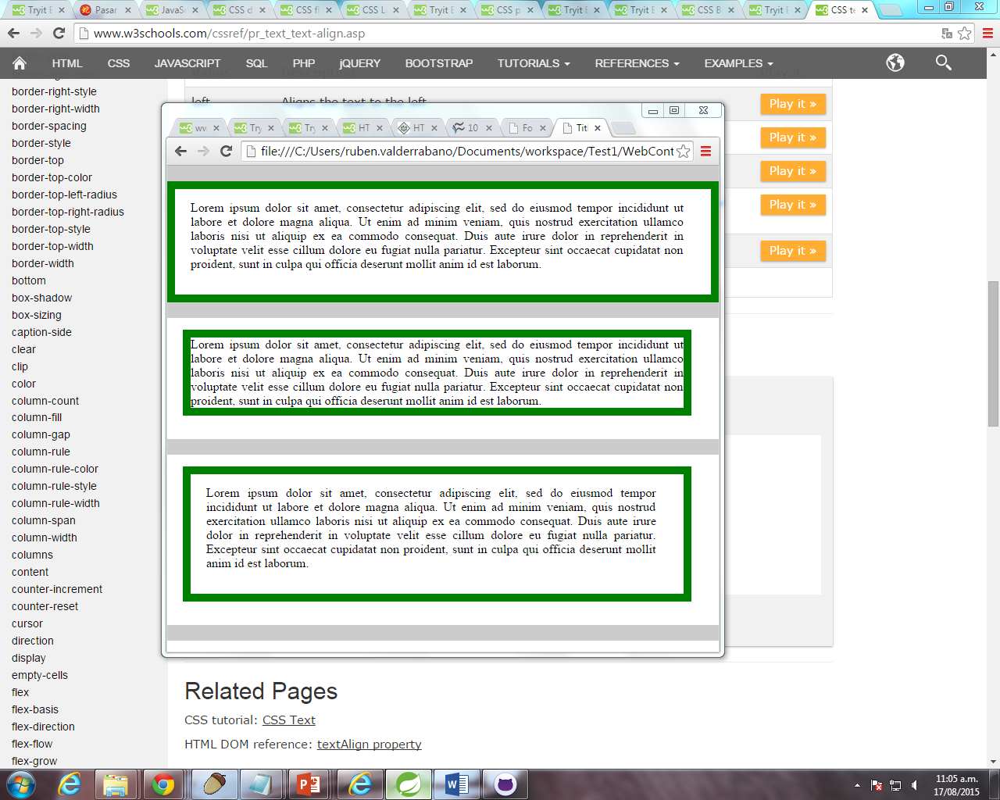 Tryit E
Pasar
JavaS
CSS d
CSS fl
CSS L
Tryit E
CSS p
Tryit E
Tryit E
CSS B
Tryit E
CSS te
www.w3schools.com/cssref/pr_text_text-align.asp
HTML CSS JAVASCRIPT SQL PHP jQUERY BOOTSTRAP TUTORIALS REFERENCES EXAMPLES
border-right-style
border-right-width
border-spacing
border-style
border-top
border-top-color
border-top-left-radius
border-top-right-radius
border-top-style
border-top-width
border-width
bottom
box-shadow
box-sizing
caption-side
clear
clip
color
column-count
column-fill
column-gap
column-rule
column-rule-color
column-rule-style
column-rule-width
column-span
column-width
columns
content
counter-increment
counter-reset
cursor
direction
display
empty-cells
flex
flex-basis
flex-direction
flex-flow
flex-grow
left Aligns the text to the left Play it »
Play it »
Play it »
Play it »
Play it »
wv
Try
Try
HT
HT
10
Fo
Titl
file:///C:/Users/ruben.valderrabano/Documents/workspace/Test1/WebCont
Lorem ipsum dolor sit amet, consectetur adipiscing elit, sed do eiusmod tempor incididunt ut
labore et dolore magna aliqua. Ut enim ad minim veniam, quis nostrud exercitation ullamco
laboris nisi ut aliquip ex ea commodo consequat. Duis aute irure dolor in reprehenderit in
voluptate velit esse cillum dolore eu fugiat nulla pariatur. Excepteur sint occaecat cupidatat non
proident, sunt in culpa qui officia deserunt mollit anim id est laborum.
Lorem ipsum dolor sit amet, consectetur adipiscing elit, sed do eiusmod tempor incididunt ut
labore et dolore magna aliqua. Ut enim ad minim veniam, quis nostrud exercitation ullamco
laboris nisi ut aliquip ex ea commodo consequat. Duis aute irure dolor in reprehenderit in
voluptate velit esse cillum dolore eu fugiat nulla pariatur. Excepteur sint occaecat cupidatat non
proident, sunt in culpa qui officia deserunt mollit anim id est laborum.
Lorem ipsum dolor sit amet, consectetur adipiscing elit, sed do eiusmod tempor
incididunt ut labore et dolore magna aliqua. Ut enim ad minim veniam, quis nostrud
exercitation ullamco laboris nisi ut aliquip ex ea commodo consequat. Duis aute irure
dolor in reprehenderit in voluptate velit esse cillum dolore eu fugiat nulla pariatur.
Excepteur sint occaecat cupidatat non proident, sunt in culpa qui officia deserunt mollit
anim id est laborum.
Related Pages
CSS tutorial: CSS Text
HTML DOM reference: textAlign property
11:05 a.m.
17/08/2015